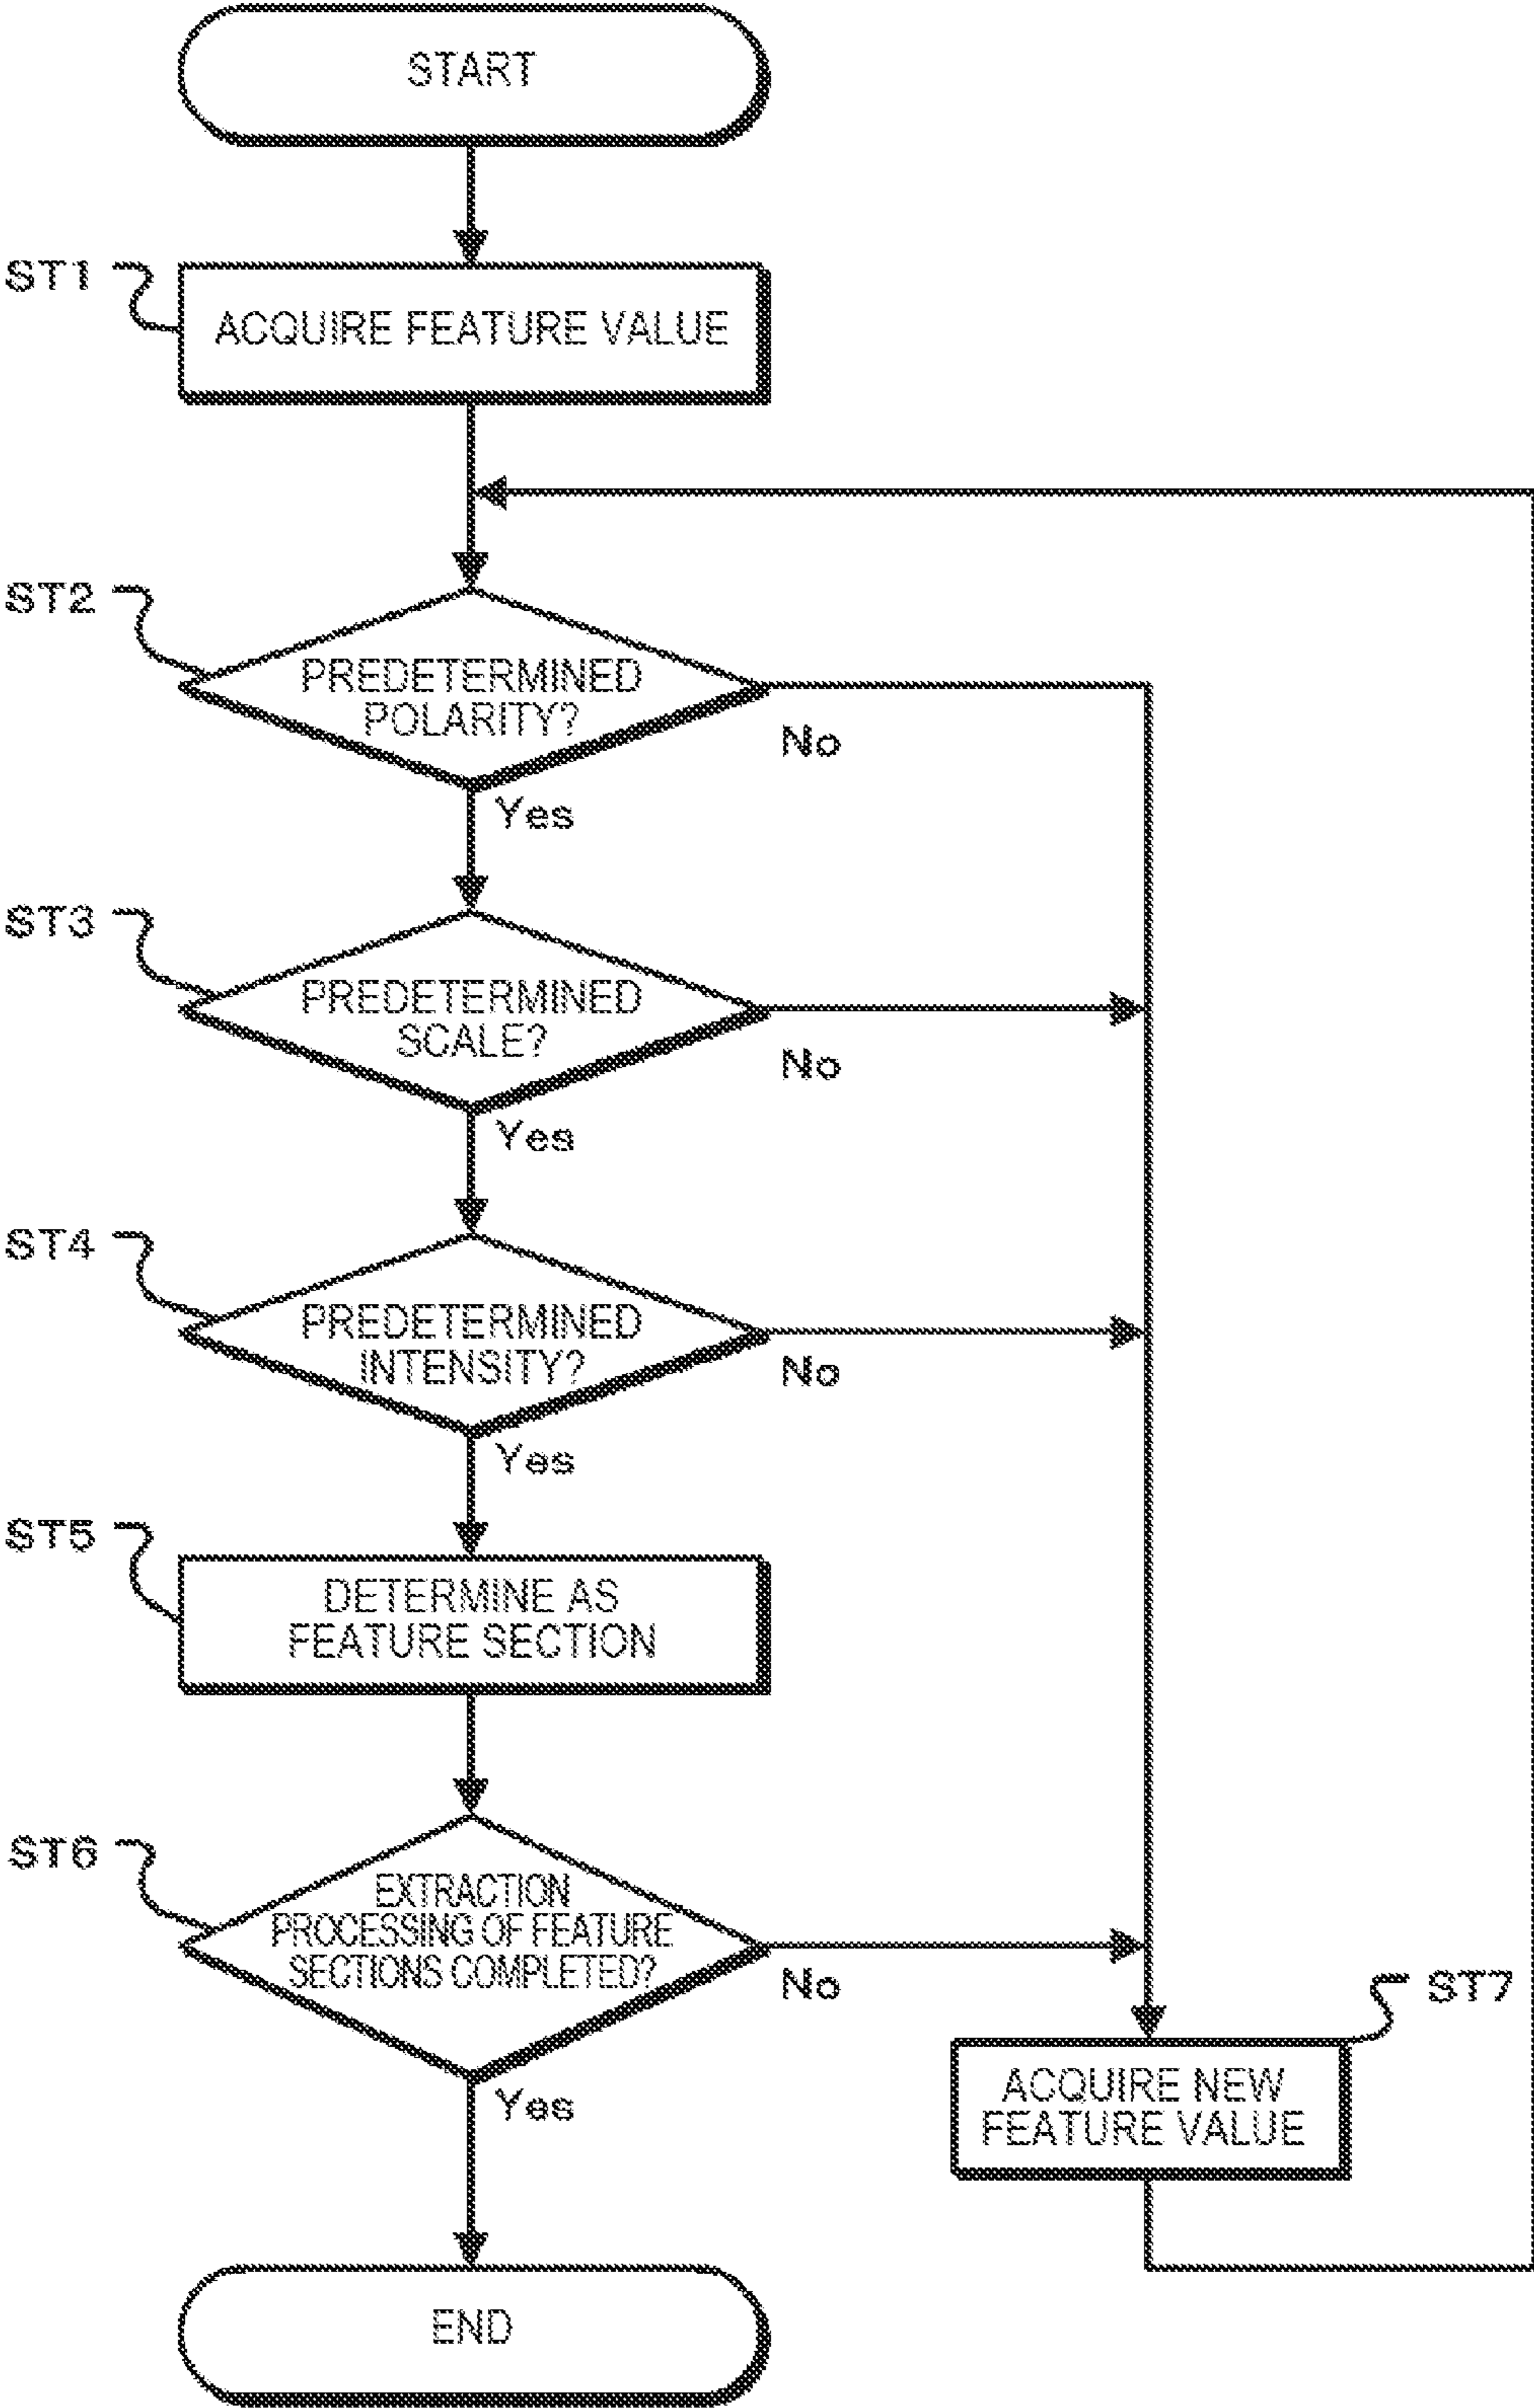 START
ST1
ACQUIRE FEATURE VALUE
ST2
PREDETERMINED
POLARITY?
No
Yes
ST3
PREDETERMINED
SCALE?
No
Yes
ST4
PREDETERMINED
INTENSITY?
No
Yes
ST5
DETERMINE AS
FEATURE SECTION
ST6
EXTRACTION
PROCESSING OF FEATURE
SECTIONS COMPLETED?
No
Yes
ST7
ACQUIRE NEW
FEATURE VALUE
END